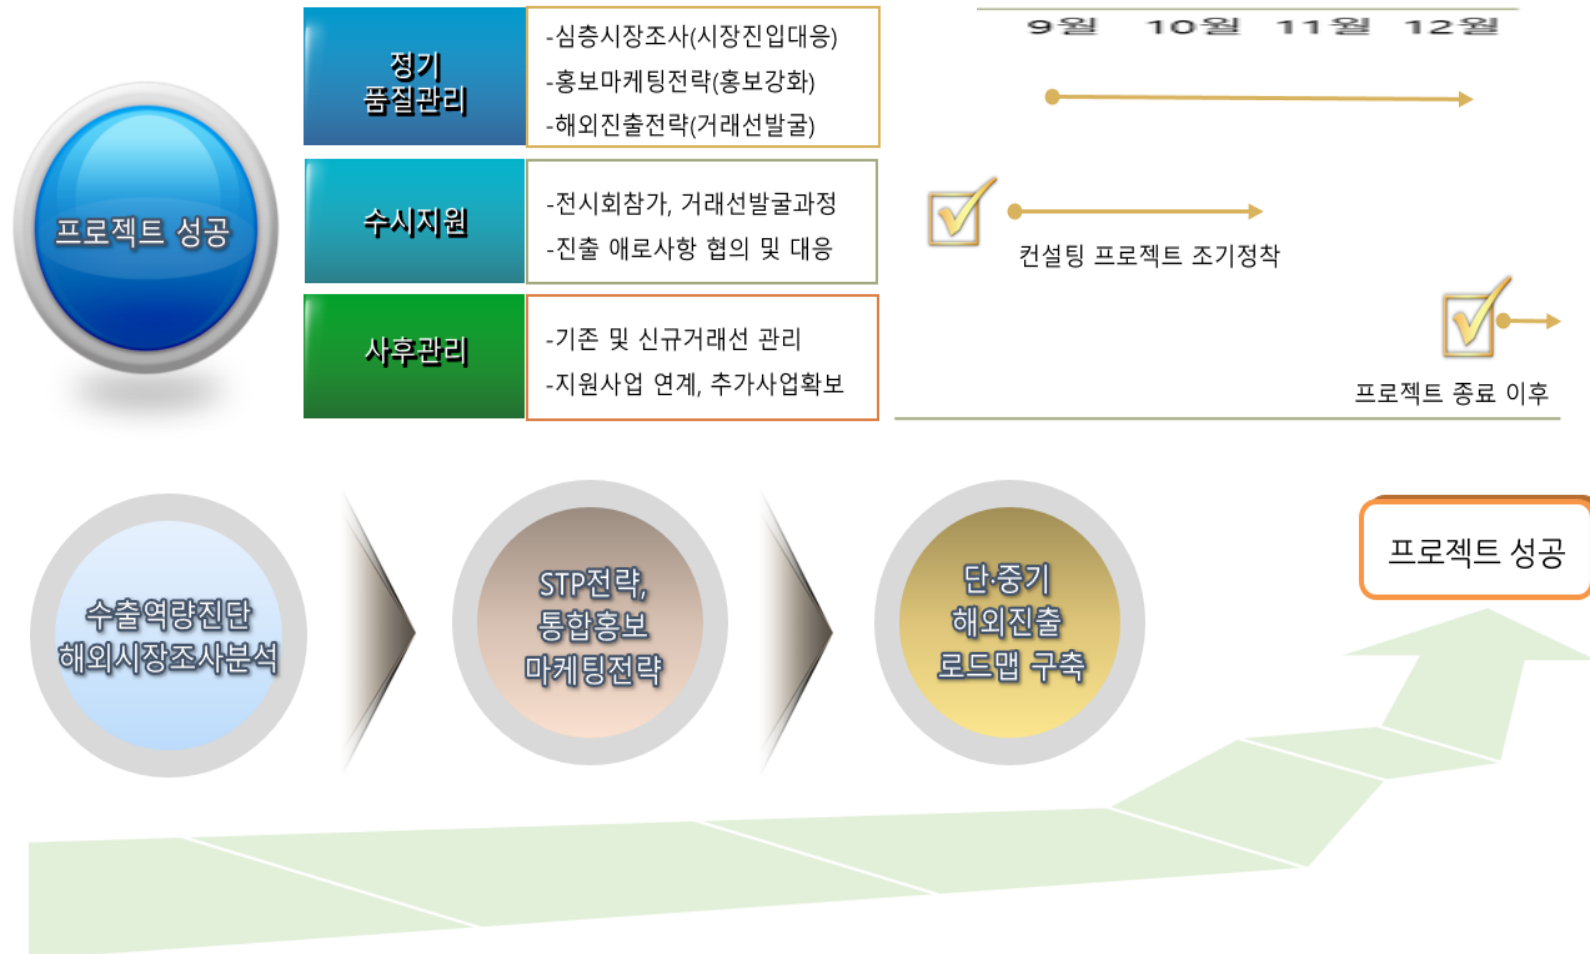 프로젝트 성공
정기
품질관리
-심층시장조사(시장진입대응)
-홍보마케팅전략(홍보강화)
-해외진출전략(거래선발굴)
수시지원
-전시회참가, 거래선발굴과정
-진출 애로사항 협의 및 대응
사후관리
-기존 및 신규거래선 관리
-지원사업 연계, 추가사업확보
9월 10월 11월 12월
컨설팅 프로젝트 조기정착
프로젝트 종료 이후
수출역량진단
해외시장조사분석
STP전략,
통합홍보
마케팅전략
단·중기
해외진출
로드맵 구축
프로젝트 성공